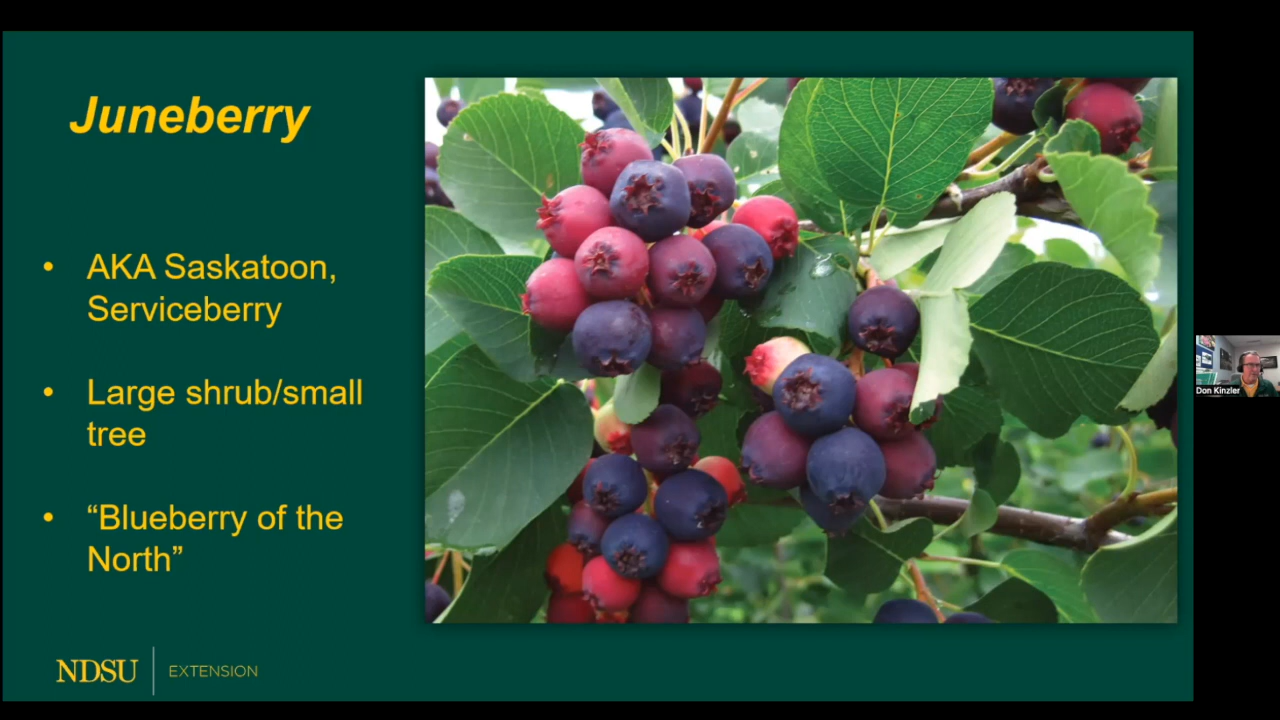 Juneberry
• AKA Saskatoon,
Serviceberry
• Large shrub/small
tree
• “Blueberry of the
North”
NDSU | EXTENSION
Don Kinzler